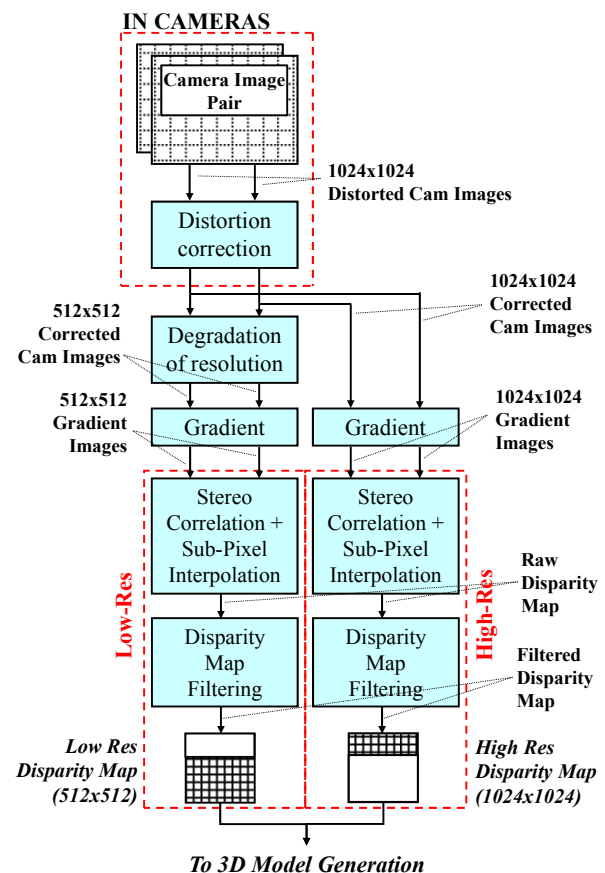 IN CAMERAS
Camera Image
Pair
1024x1024
Distorted Cam Images
Distortion
correction
1024x1024
Corrected
Cam Images
512x512
Corrected
Cam Images
Degradation
of resolution
512x512
Gradient
Images
Gradient
Gradient
1024x1024
Gradient
Images
Low-Res
Stereo
Correlation +
Sub-Pixel
Interpolation
Stereo
Correlation +
Sub-Pixel
Interpolation
High-Res
Raw
Disparity
Map
Disparity
Map
Filtering
Disparity
Map
Filtering
Filtered
Disparity
Map
Low Res
Disparity Map
(512x512)
High Res
Disparity Map
(1024x1024)
To 3D Model Generation